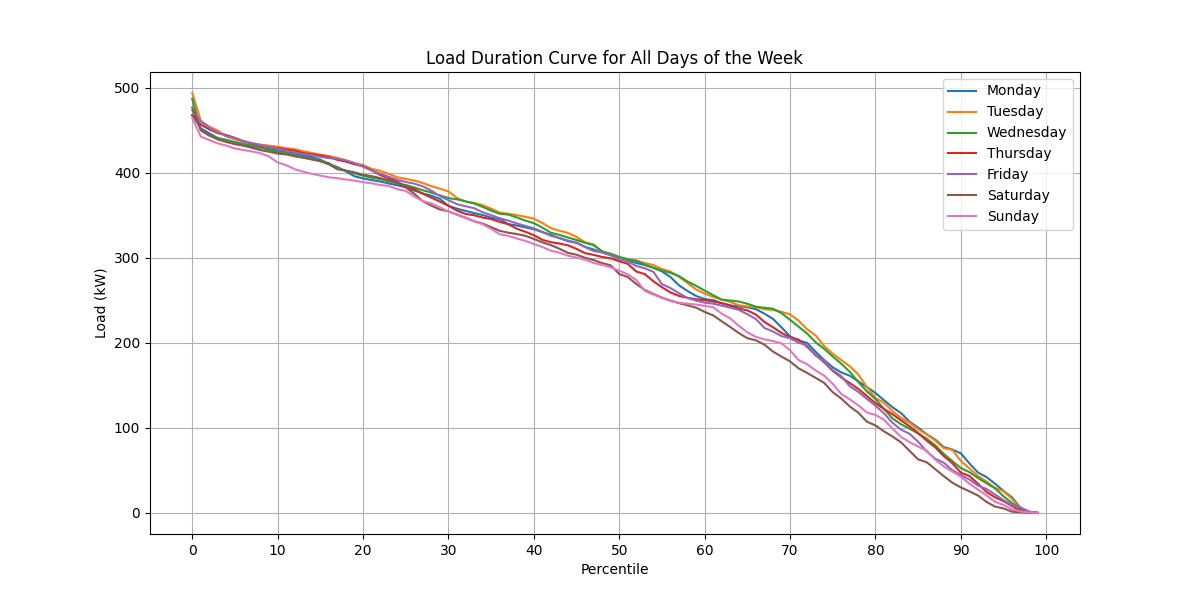 Load Duration Curve for All Days of the Week
Load (kW)
500
400
300
200
100
0
Monday
Tuesday
Wednesday
Thursday
Friday
Saturday
Sunday
0 10 20 30 40 50 60 70 80 90 100
Percentile